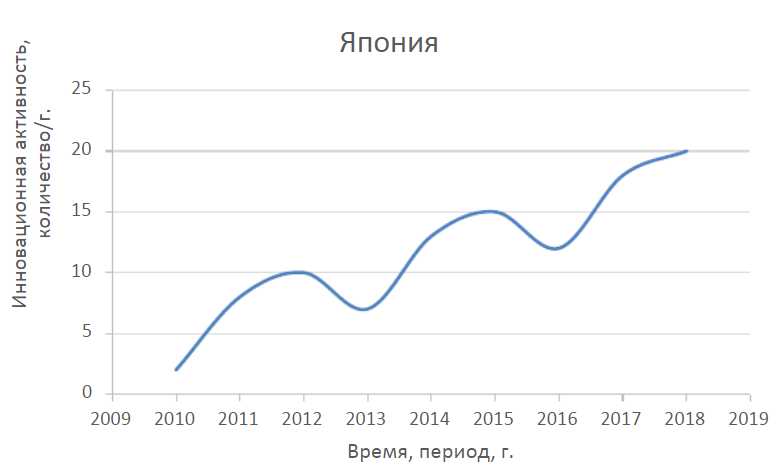 Япония
Инновационная активность,
количество/г.
25
20
15
10
5
0
2009 2010 2011 2012 2013 2014 2015 2016 2017 2018 2019
Время, период, г.